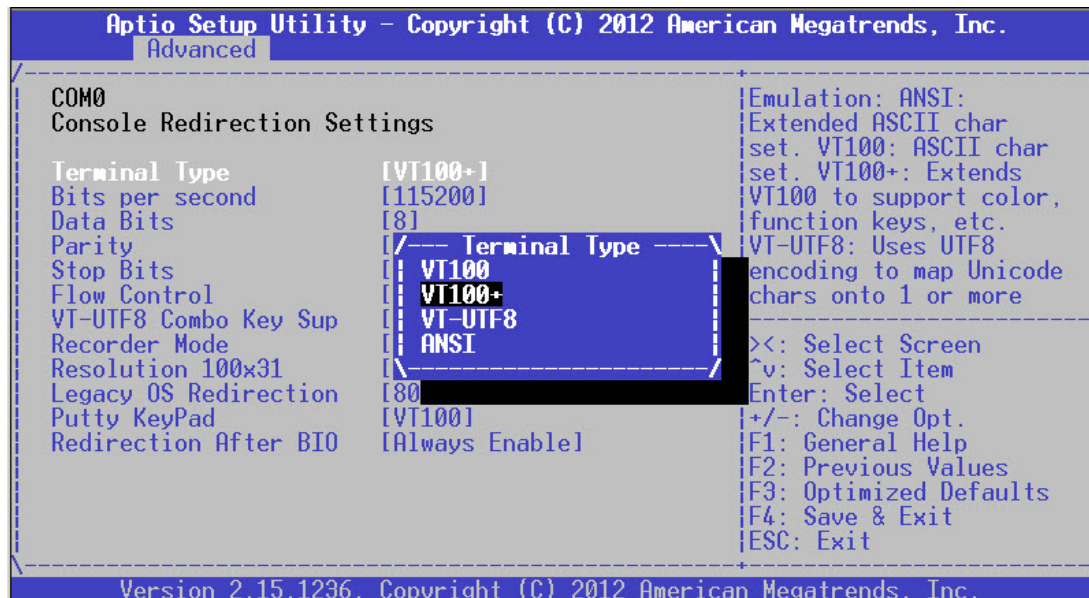 Aptio Setup Utility - Copyright (C) 2012 American Megatrends, Inc.
Advanced
COM0
Console Redirection Settings
Terminal Type [VT100+]
Bits per second [115200]
Data Bits [8]
Parity [
Stop Bits [
Flow Control [
VT-UTF8 Combo Key Sup [
Recorder Mode [
Resolution 100x31 [
Legacy OS Redirection [80
Putty KeyPad [VT100]
Redirection After BIO [Always Enable]
Terminal Type
VT100
VT100+
VT-UTF8
ANSI
Emulation: ANSI:
Extended ASCII char
set. VT100: ASCII char
set. VT100+: Extends
VT100 to support color,
function keys, etc.
VT-UTF8: Uses UTF8
encoding to map Unicode
chars onto 1 or more
><: Select Screen
^v: Select Item
Enter: Select
+/-: Change Opt.
F1: General Help
F2: Previous Values
F3: Optimized Defaults
F4: Save & Exit
ESC: Exit
Version 2.15.1236. Copyright (C) 2012 American Megatrends, Inc.